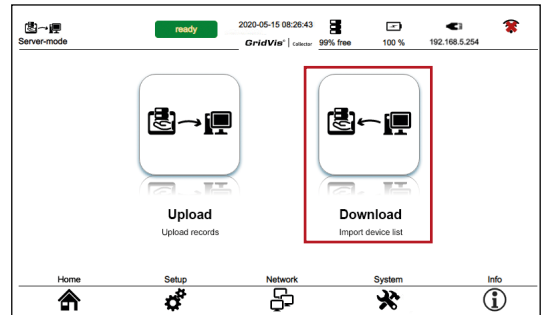 Server-mode
ready
2020-05-15 08:26:43
GridVis® | Collector
99% free
100 %
192.168.5.254
Upload
Upload records
Download
Import device list
Home
Setup
Network
System
Info